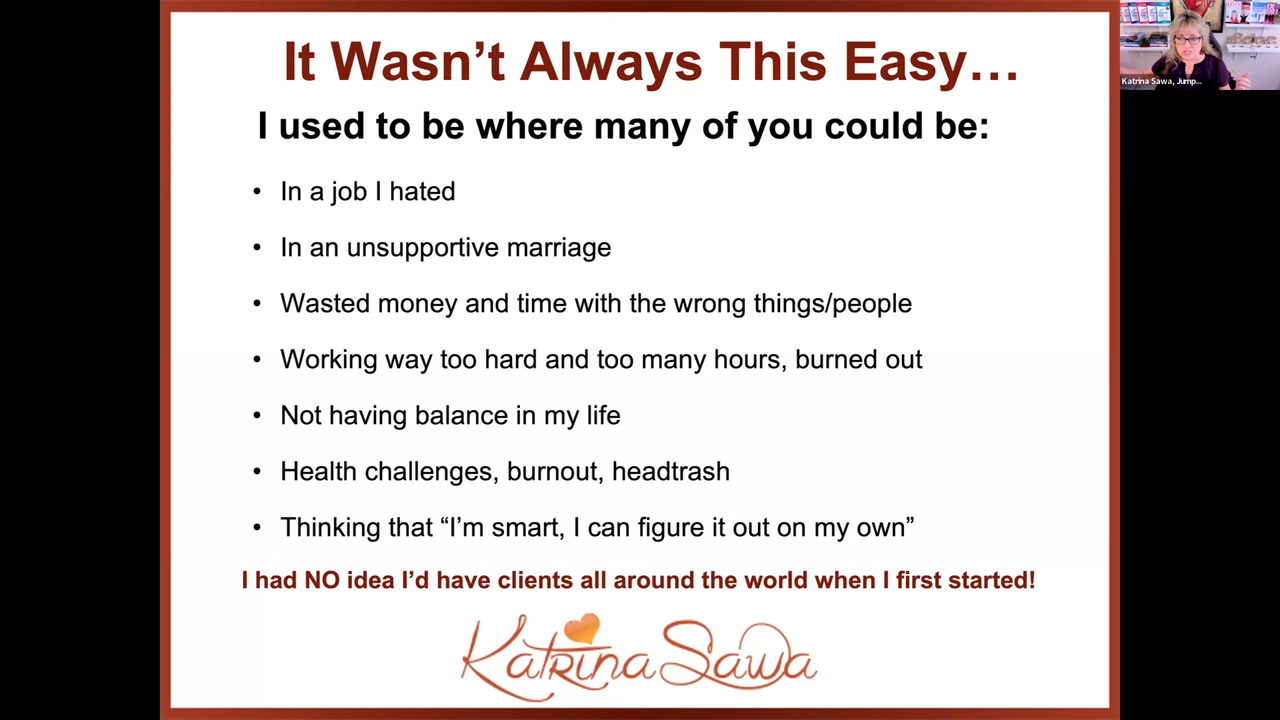 It Wasn’t Always This Easy…
I used to be where many of you could be:
• In a job I hated
• In an unsupportive marriage
• Wasted money and time with the wrong things/people
• Working way too hard and too many hours, burned out
• Not having balance in my life
• Health challenges, burnout, headtrash
• Thinking that “I’m smart, I can figure it out on my own”
I had NO idea I’d have clients all around the world when I first started!
Katrina Sawa
Katrina Sawa, Jump...